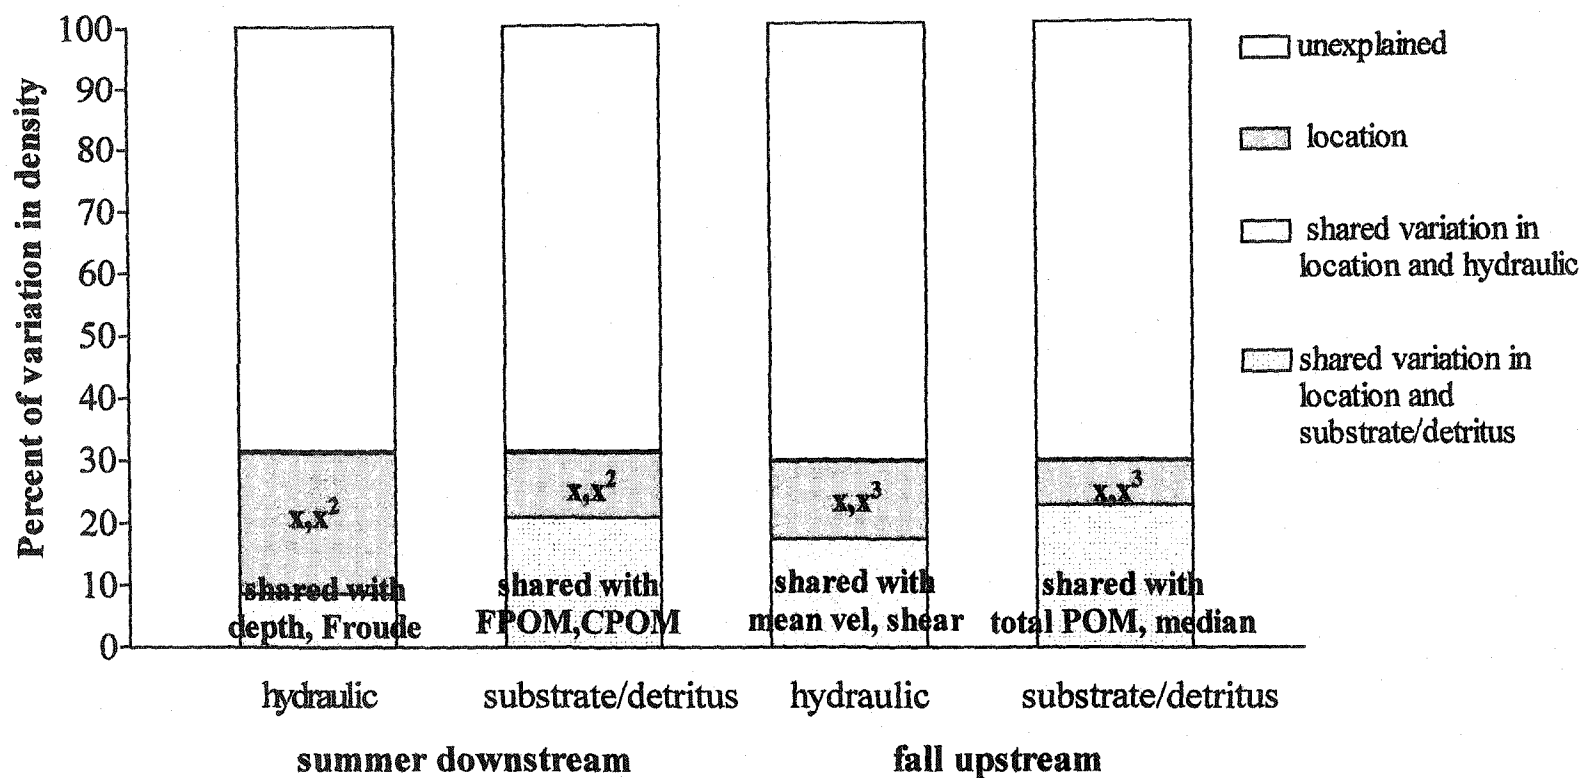 Percent of variation in density
100
90
80
70
60
50
40
30
20
10
0
x,x²
shared with
depth, Froude
x,x²
shared with
FPOM,CPOM
x,x³
shared with
mean vel, shear
x,x³
shared with
total POM, median
hydraulic
substrate/detritus
hydraulic
substrate/detritus
summer downstream
fall upstream
unexplained
location
shared variation in
location and hydraulic
shared variation in
location and
substrate/detritus